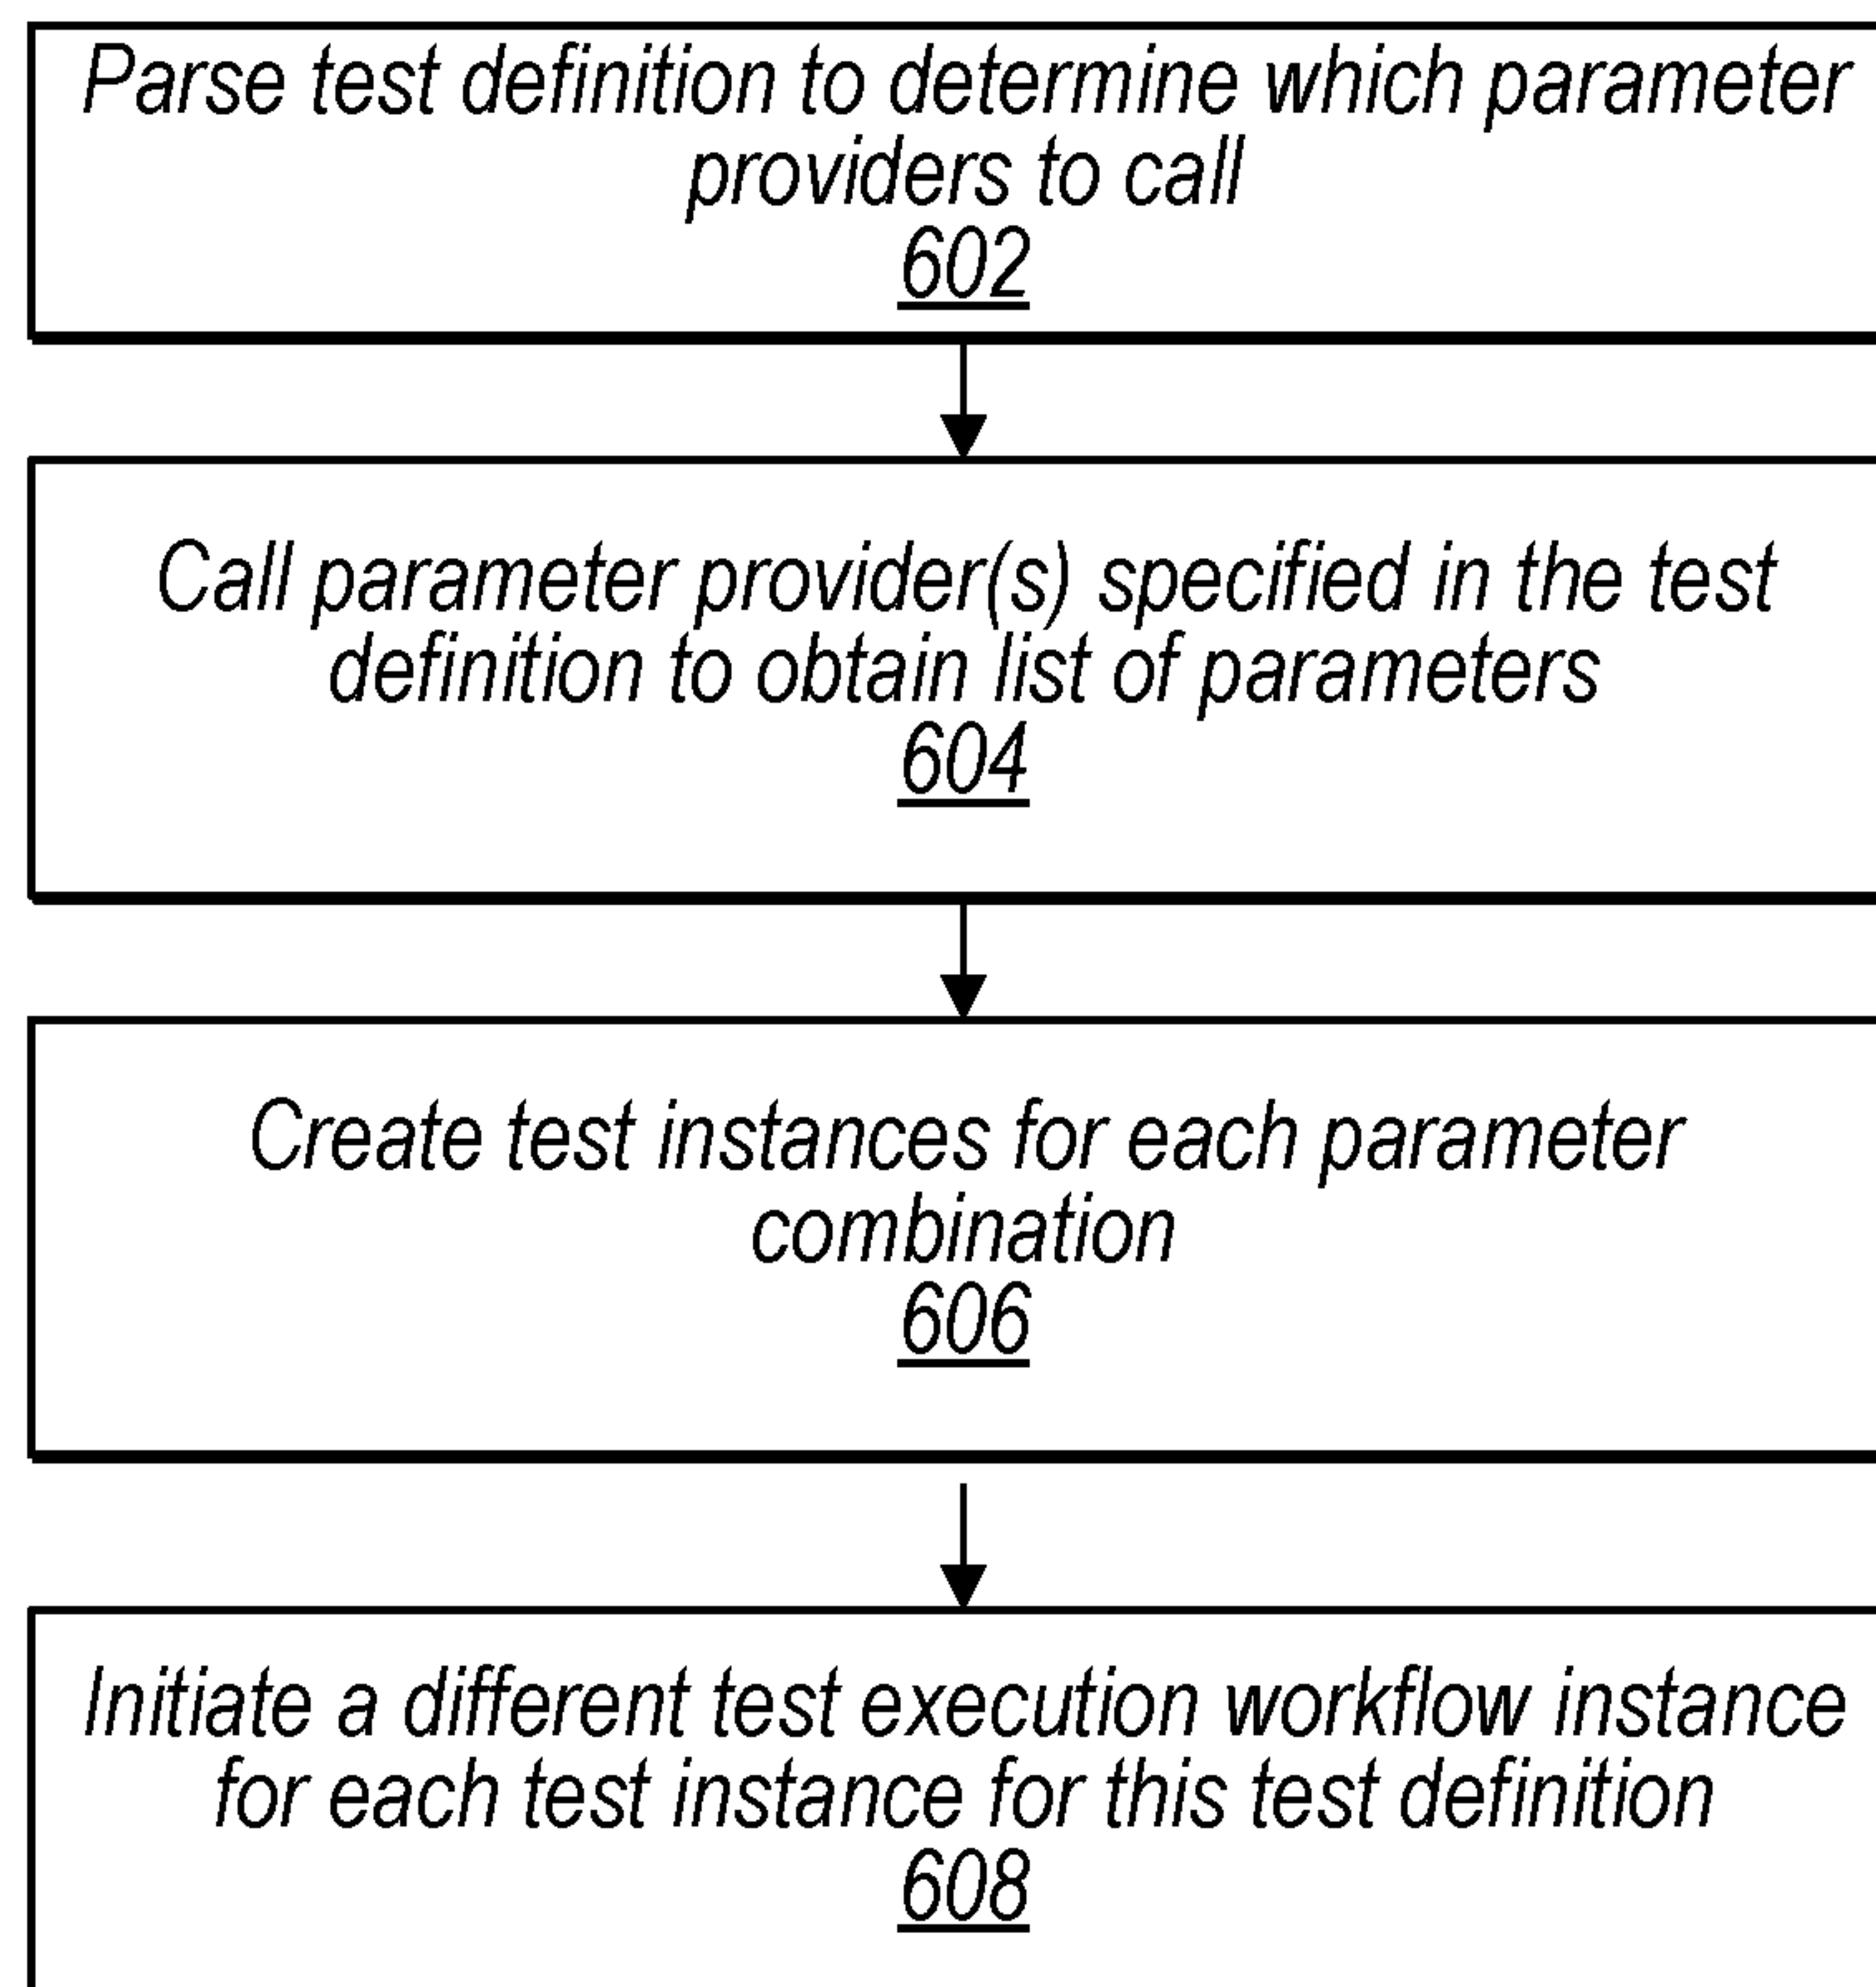 Parse test definition to determine which parameter
providers to call
602
Call parameter provider(s) specified in the test
definition to obtain list of parameters
604
Create test instances for each parameter
combination
606
Initiate a different test execution workflow instance
for each test instance for this test definition
608